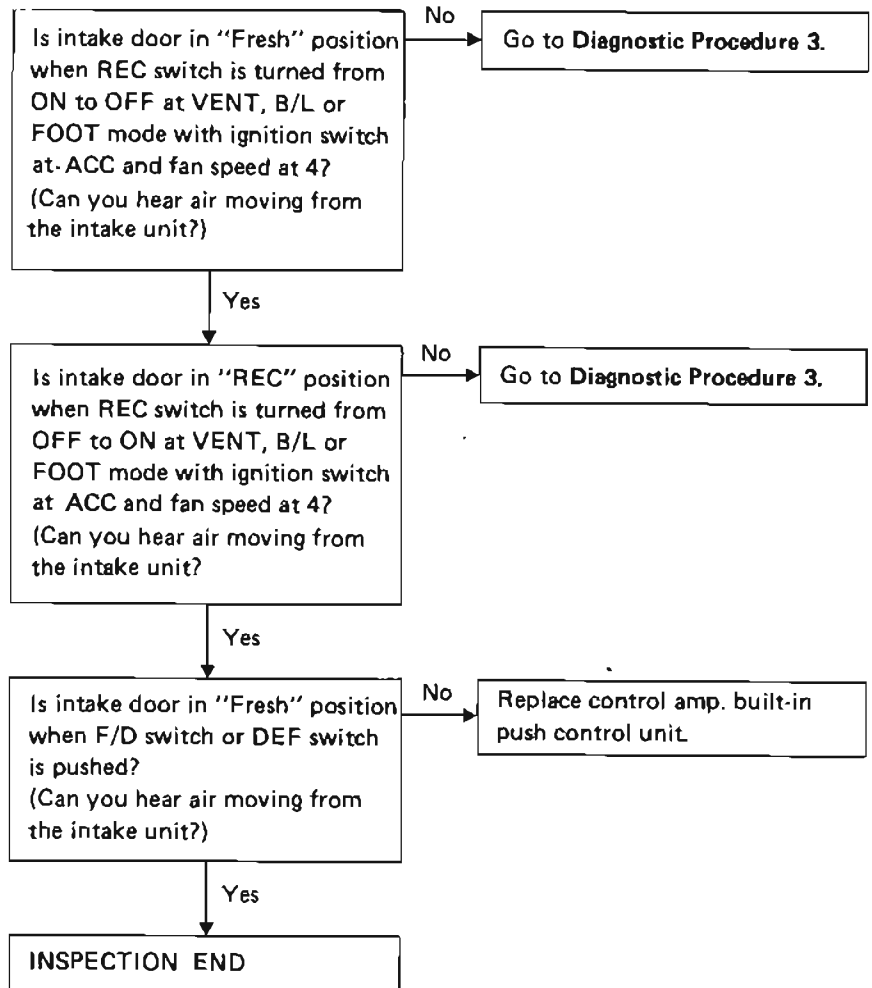 Is intake door in "Fresh" position
when REC switch is turned from
ON to OFF at VENT, B/L or
FOOT mode with ignition switch
at-ACC and fan speed at 4?
(Can you hear air moving from
the intake unit?)
No
Go to Diagnostic Procedure 3.
Yes
Is intake door in "REC" position
when REC switch is turned from
OFF to ON at VENT, B/L or
FOOT mode with ignition switch
at ACC and fan speed at 4?
(Can you hear air moving from
the intake unit?
No
Go to Diagnostic Procedure 3.
Yes
Is intake door in "Fresh" position
when F/D switch or DEF switch
is pushed?
(Can you hear air moving from
the intake unit?)
No
Replace control amp. built-in
push control unit.
Yes
INSPECTION END